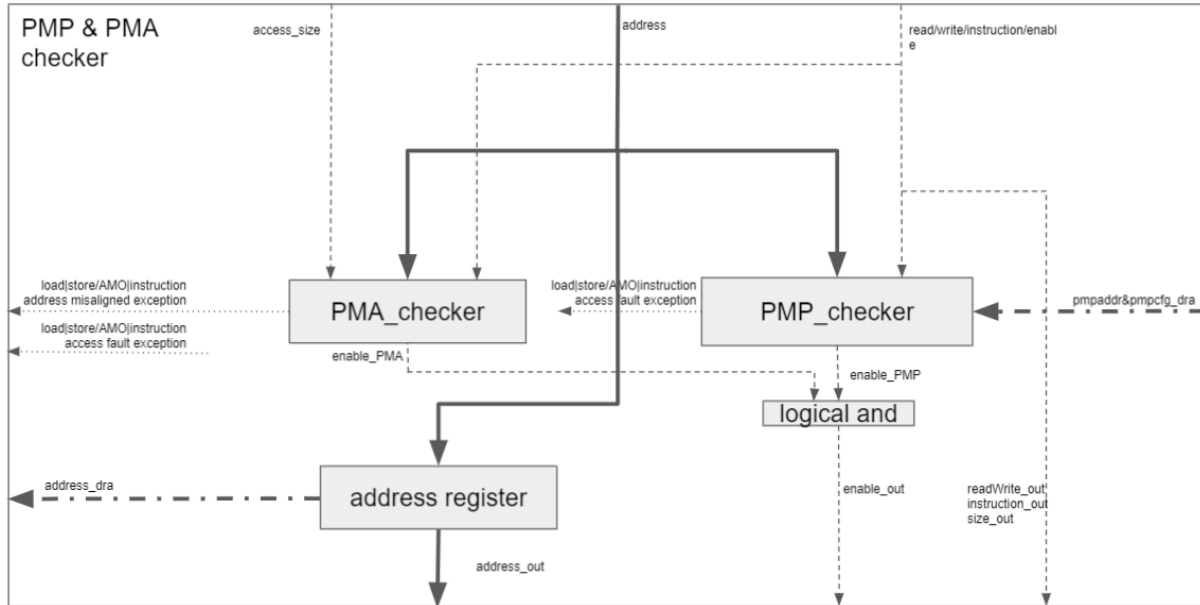 PMP & PMA
checker
access_size
address
read/write/instruction/enabl
e
load|store/AMO|instruction
address misaligned exception
load|store/AMO|instruction
access fault exception
PMA_checker
load|store/AMO|instruction
access fault exception
PMP_checker
pmpaddr&pmpcfg_dra
enable_PMA
enable_PMP
logical and
address_dra
address register
enable_out
readWrite_out
instruction_out
size_out
address_out